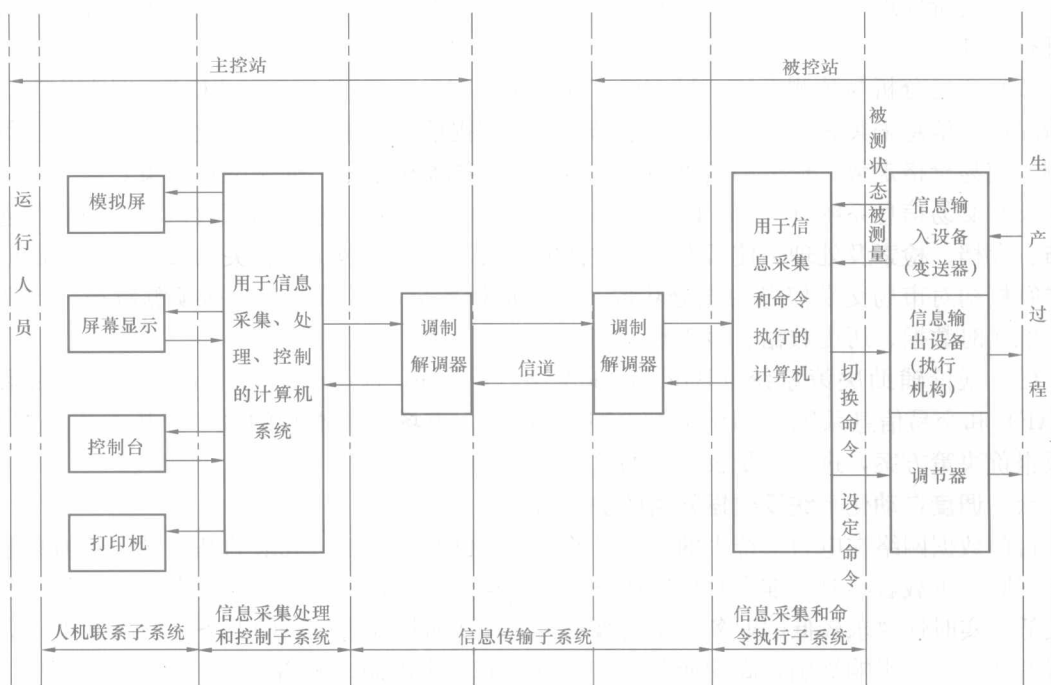 主控站
被控站
运行人员
模拟屏
屏幕显示
控制台
打印机
用于信息
采集、处
理、控制
的计算机
系统
调制
解调器
信道
调制
解调器
用于信
息采集
和命令
执行的
计算机
被测状态
被测量
切换命令
设定命令
信息输
入设备
(变送器)
信息输
出设备
(执行
机构)
调节器
生产过程
人机联系子系统
信息采集处理
和控制子系统
信息传输子系统
信息采集和命
令执行子系统